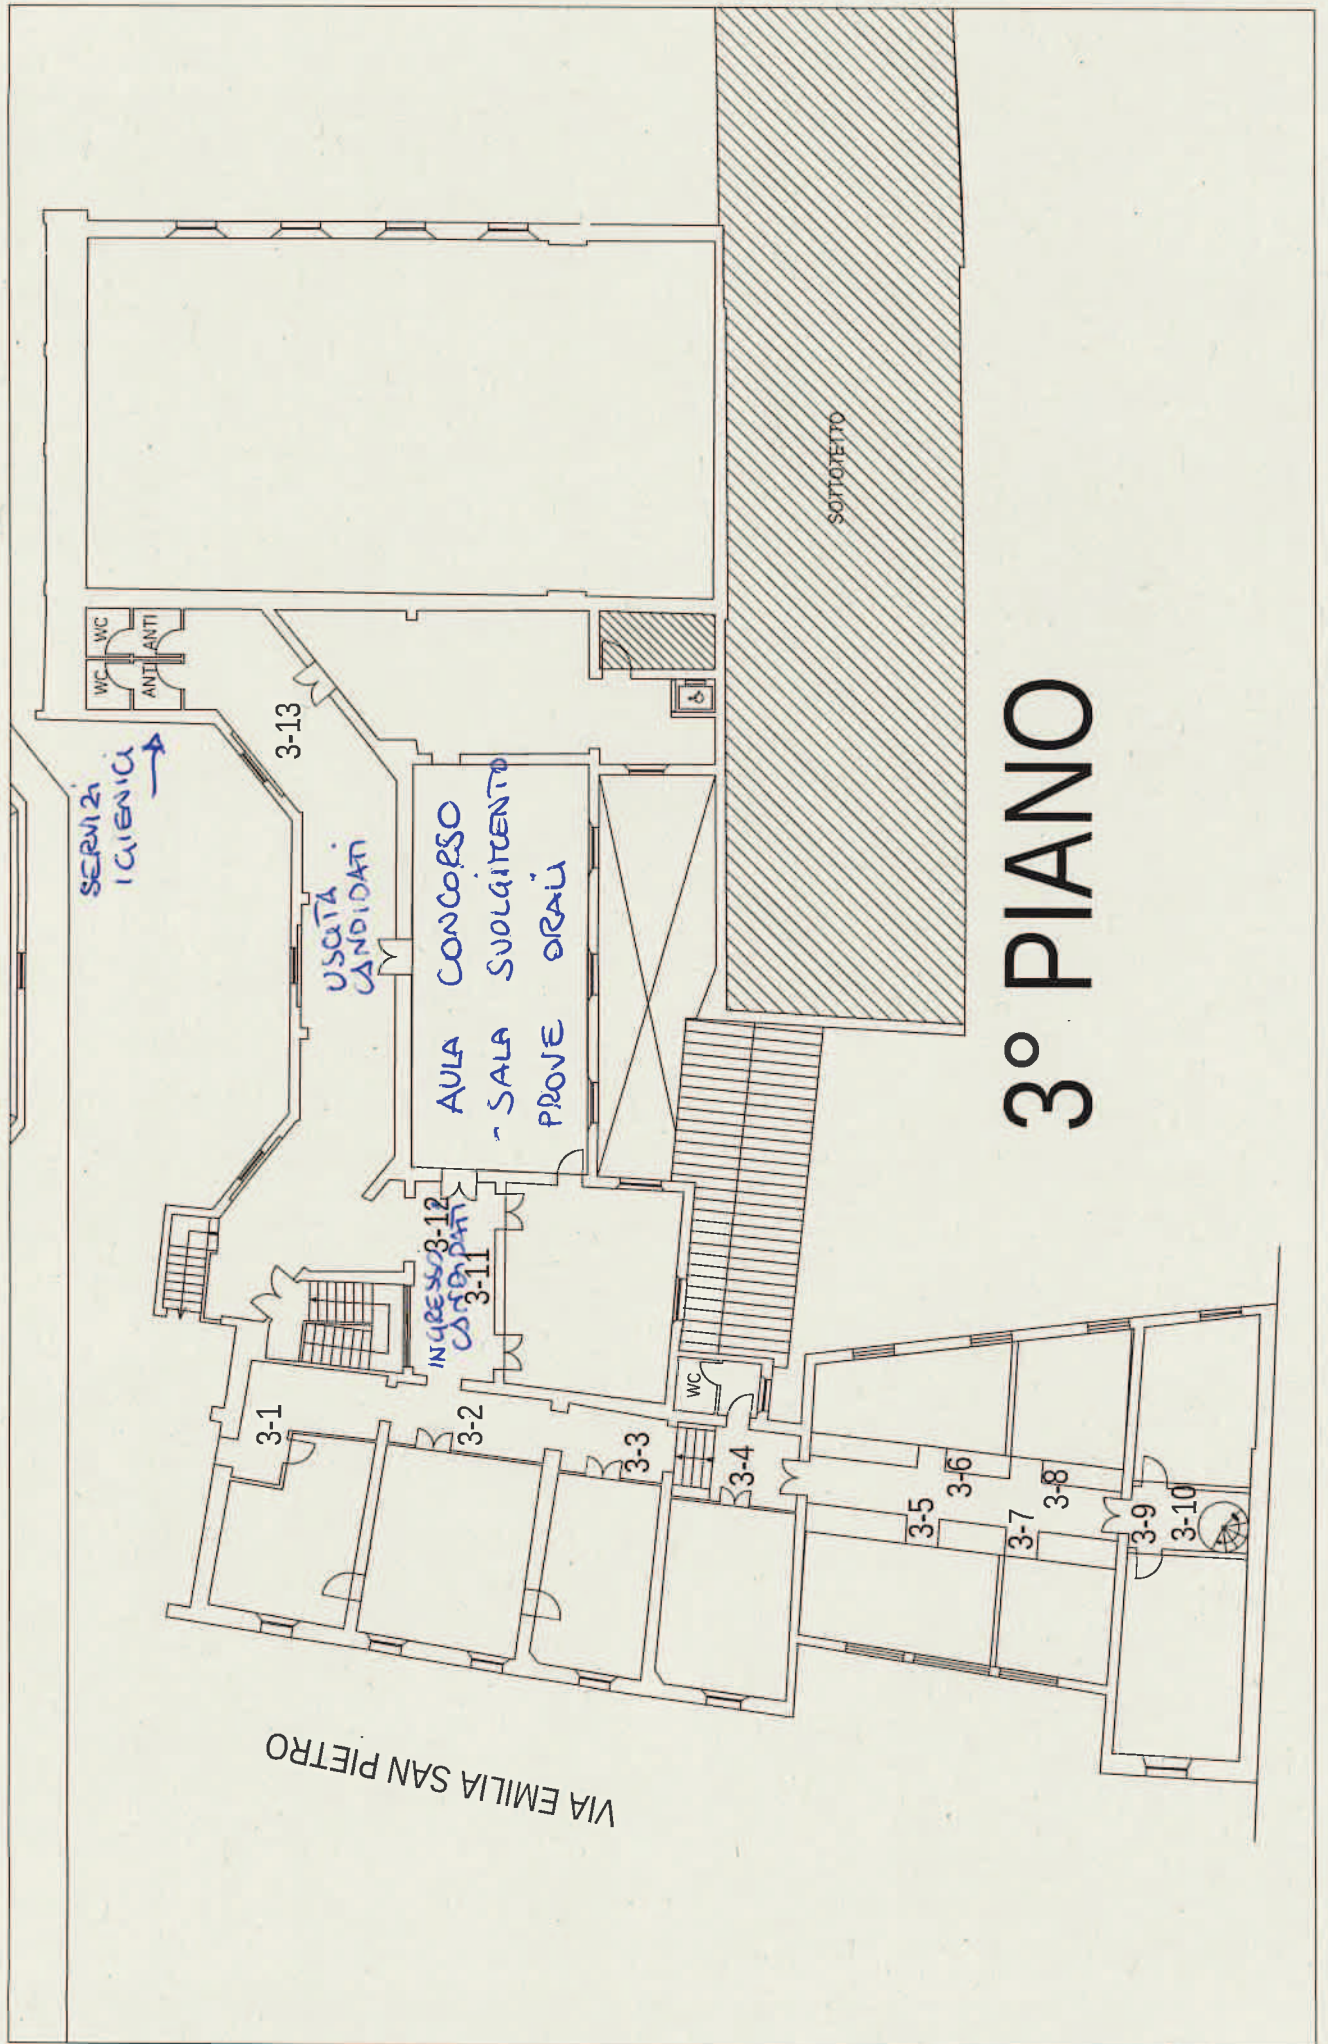 SERVIZI
IGIENICI
WC
WC
ANTI
ANTI
3-13
USCITA
CANDIDATI
AULA CONCORSO
- SALA SVOLGIMENTO
PROVE ORALI
SOTTOTETTO
INGRESSO
CANDIDATI
3-12
3-11
3-1
3-2
3-3
WC
3-4
3-5
3-6
3-7
3-8
3-9
3-10
VIA EMILIA SAN PIETRO
3° PIANO